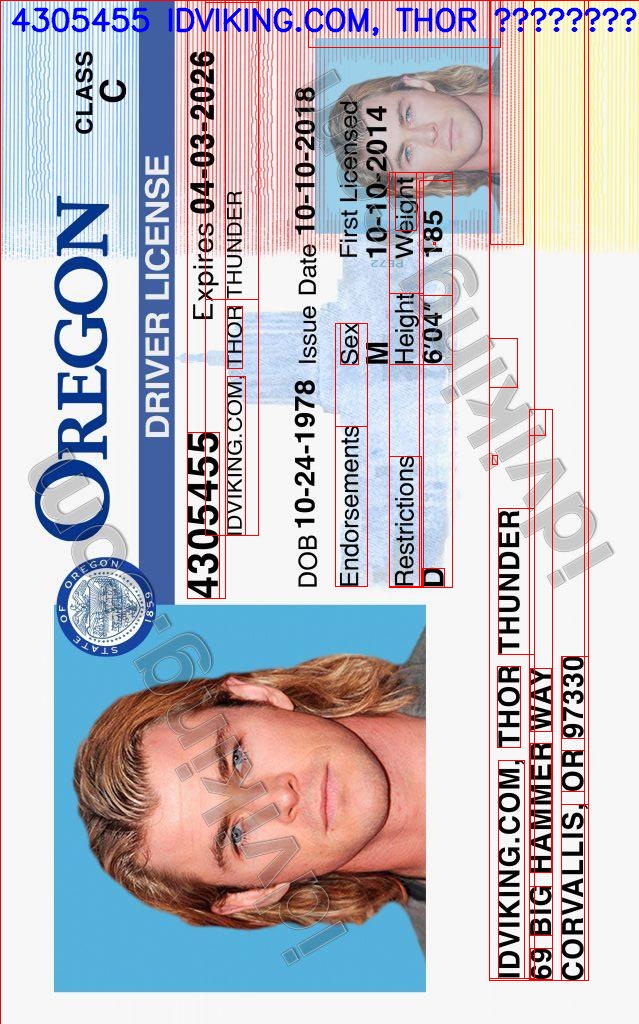 4305455 IDVIKING.COM, THOR ????????
OREGON
CLASS
C
DRIVER LICENSE
4305455
Expires 04-03-2026
IDVIKING.COM, THOR THUNDER
DOB 10-24-1978 Issue Date 10-10-2018
Endorsements Sex First Licensed
M 10-10-2014
Restrictions Height Weight
D 6'04" 185
IDVIKING.COM, THOR THUNDER
69 BIG HAMMER WAY
CORVALLIS, OR 97330
STATE OF OREGON
1859
idviking.com
idviking.